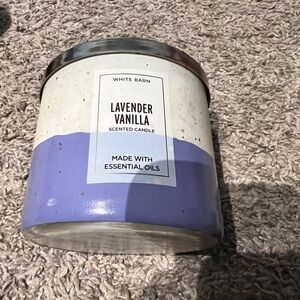 WHITE BARN
LAVENDER
VANILLA
SCENTED CANDLE
MADE WITH
ESSENTIAL OILS